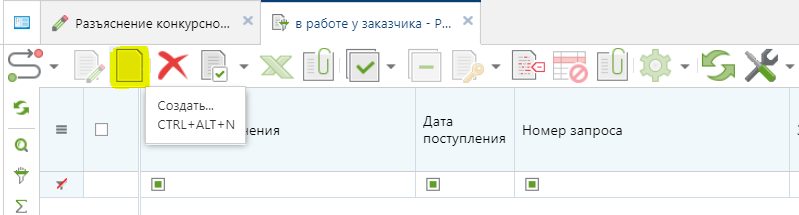 Разъяснение конкурсно...
в работе у заказчика - Р...
Создать...
CTRL+ALT+N
нения
Дата
поступления
Номер запроса